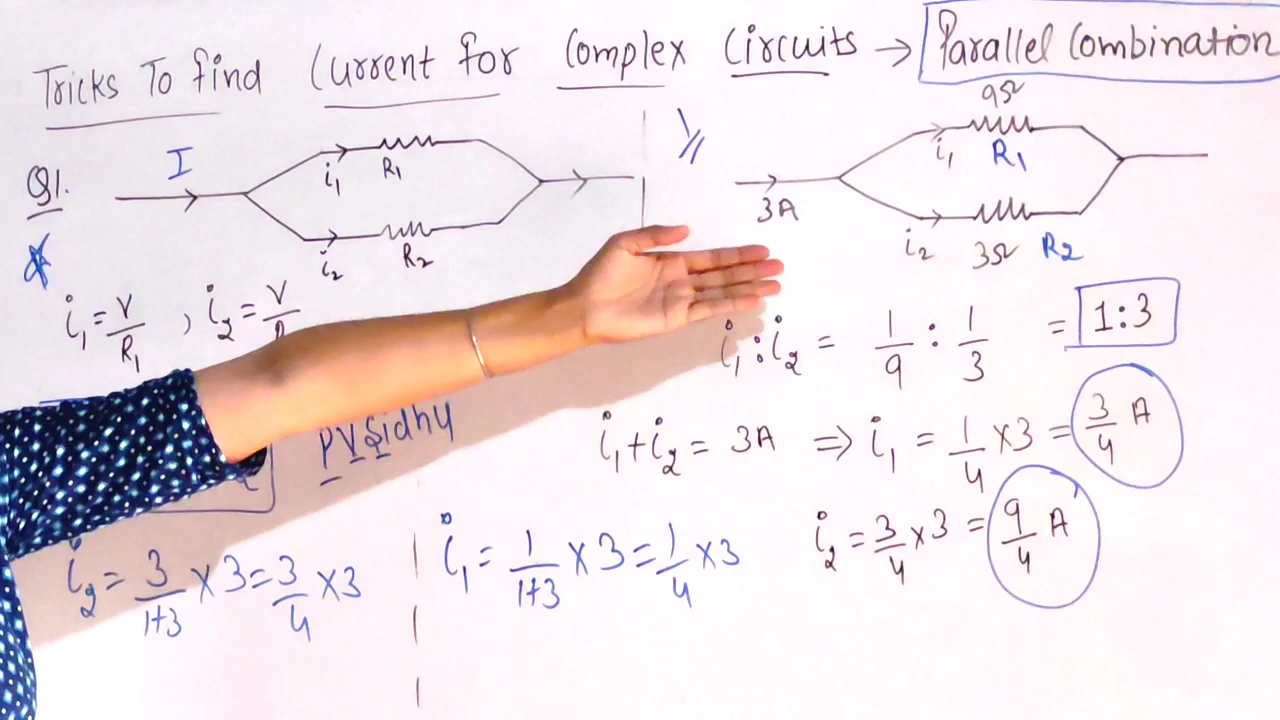 Tricks To find Current for Complex Circuits → Parallel Combination
Q1.
I
i₁ R₁
i₂ R₂
i₁ = V/R₁ , i₂ = V/
PVSidhy
i₂ = 3/1+3 × 3 = 3/4 × 3
i₁ = 1/1+3 × 3 = 1/4 × 3
9Ω
i₁ R₁
3A
i₂ 3Ω R₂
i₁ : i₂ = 1/9 : 1/3 = 1:3
i₁ + i₂ = 3A ⇒ i₁ = 1/4 × 3 = 3/4 A
i₂ = 3/4 × 3 = 9/4 A